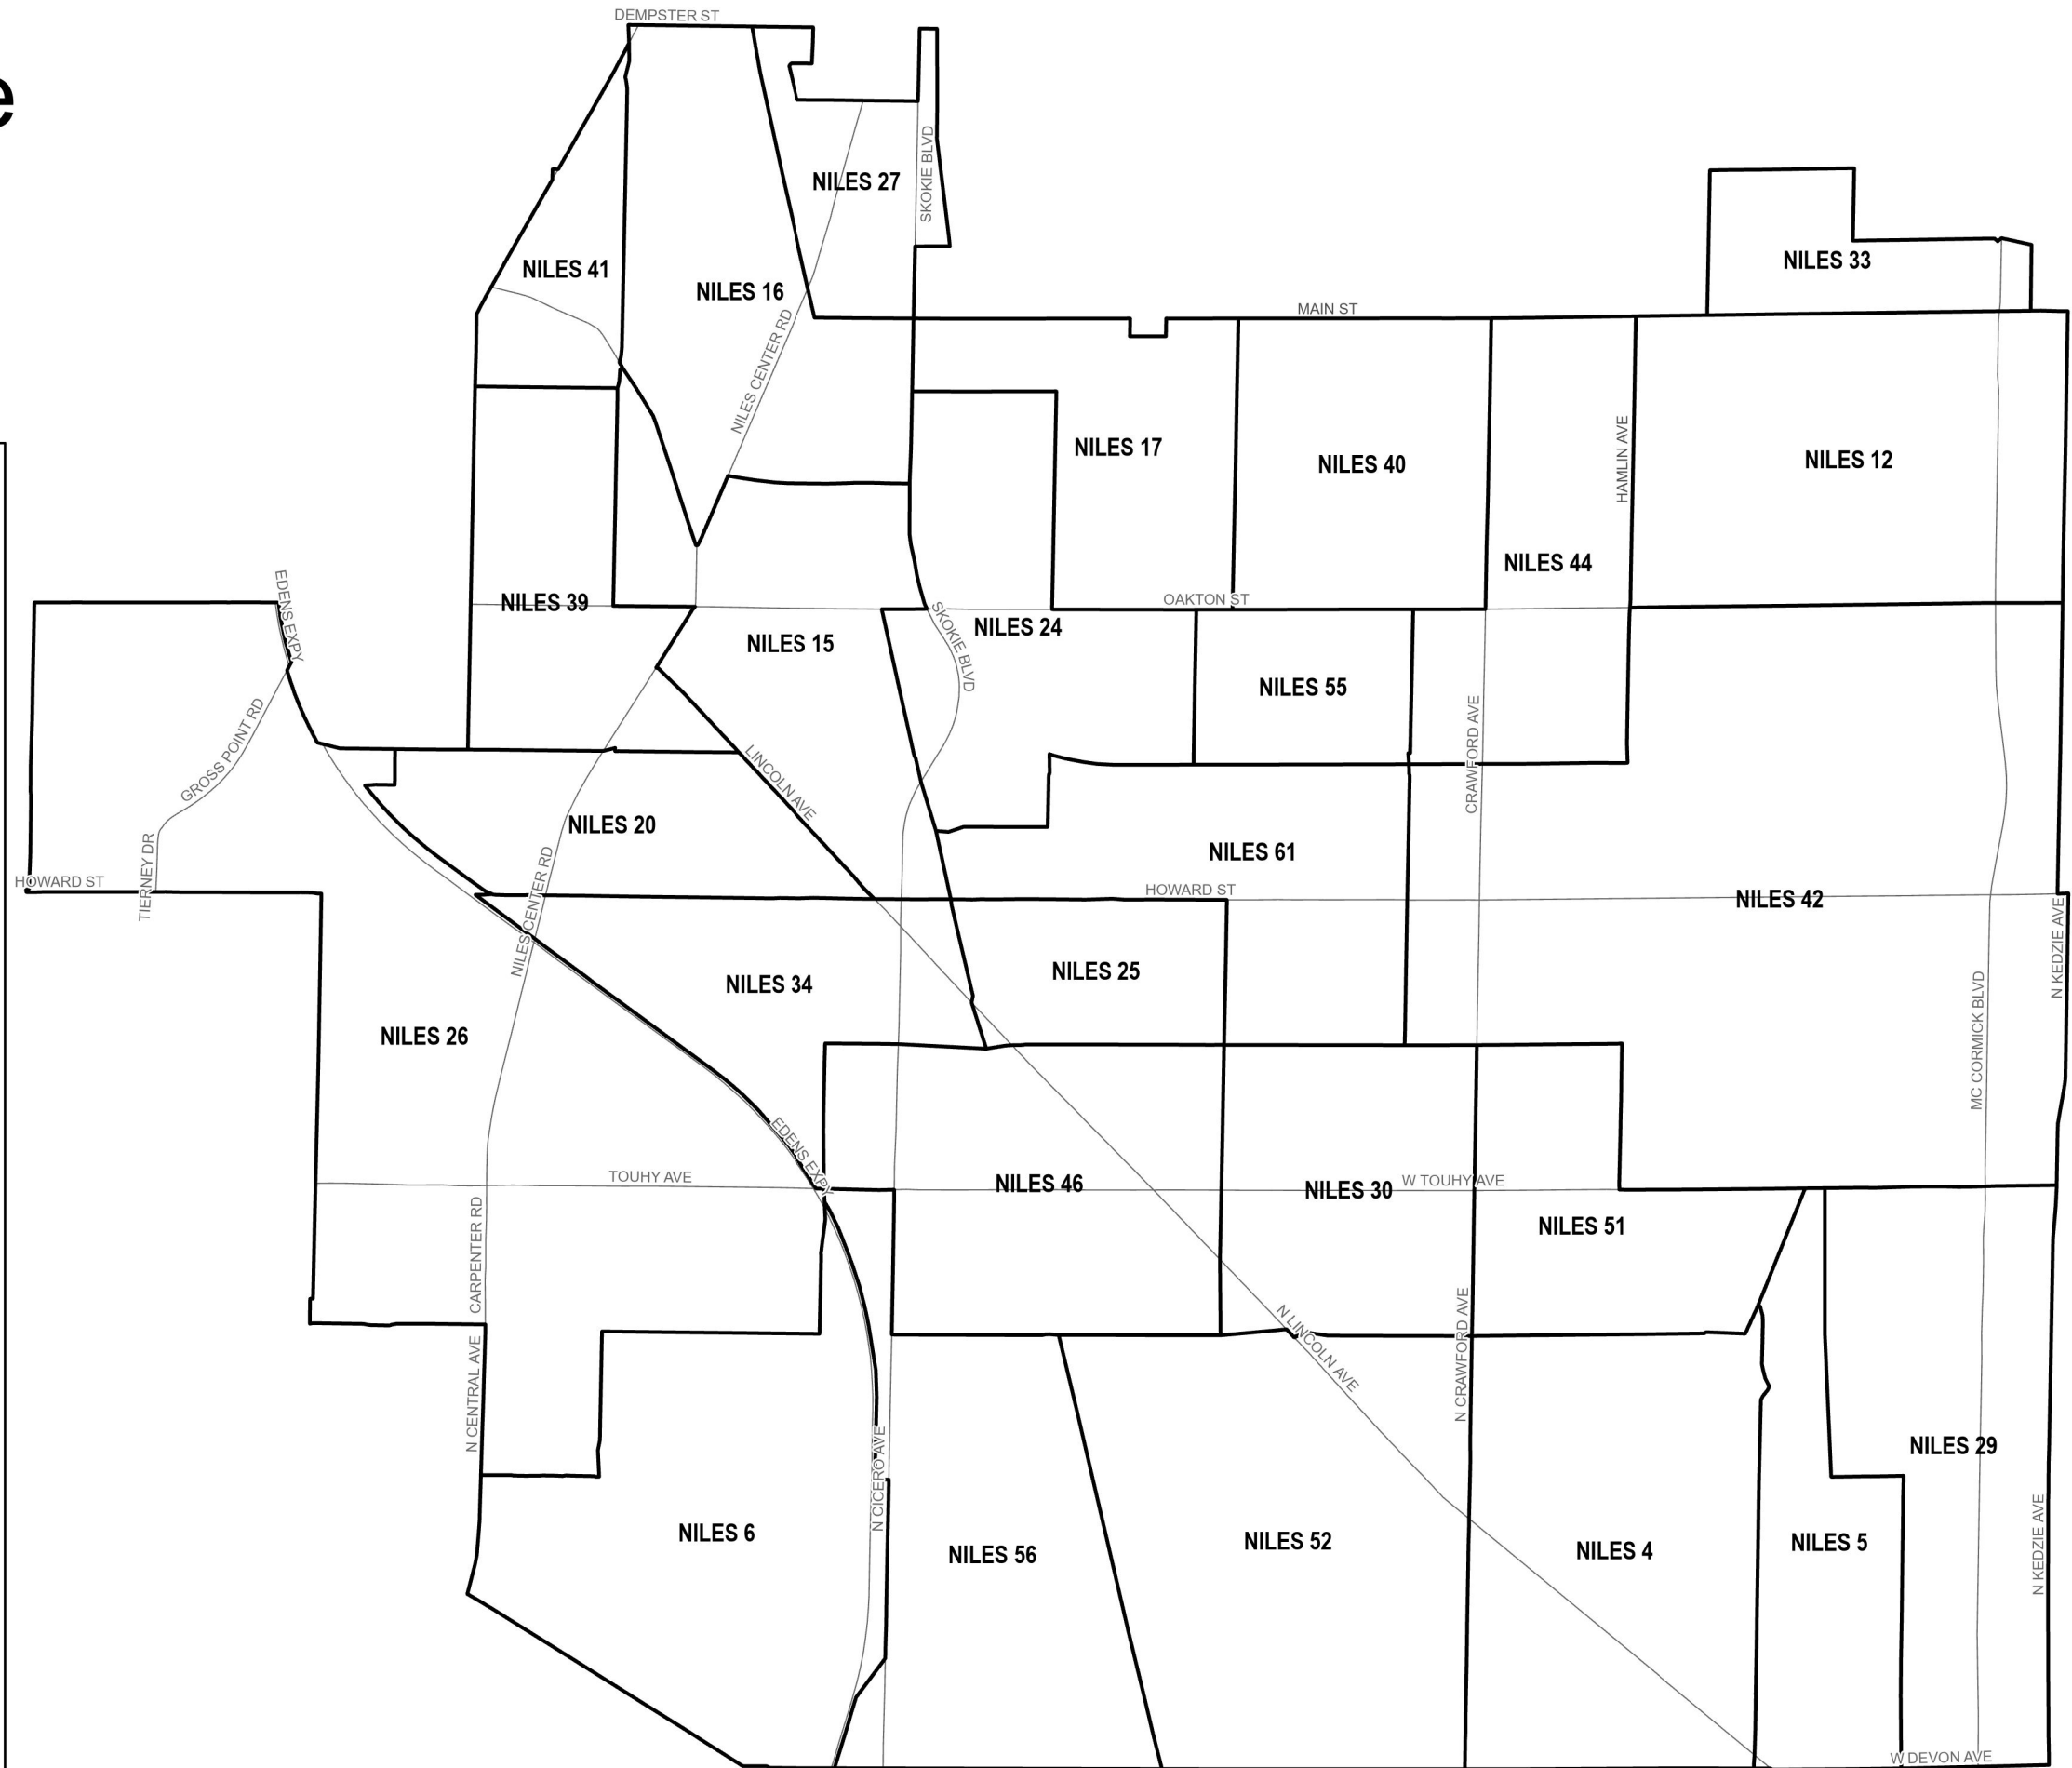 DEMPSTER ST
e
SKOKIE BLVD
NILES 27
NILES 33
NILES 41
NILES 16
MAIN ST
NILES CENTER RD
NILES 17
HAMLIN AVE
NILES 12
NILES 40
NILES 44
EDENS EXPY
NILES 39
OAKTON ST
NILES 24
SKOKIE BLVD
NILES 15
NILES 55
GROSS POINT RD
CRAWFORD AVE
LINCOLN AVE
NILES 20
NILES 61
TIERNEY DR
HOWARD ST
HOWARD ST
NILES 42
NILES CENTER RD
N KEDZIE AVE
NILES 25
NILES 34
MC CORMICK BLVD
NILES 26
EDENS EXPY
TOUHY AVE
NILES 46
W TOUHY AVE
NILES 30
NILES 51
CARPENTER RD
N LINCOLN AVE
N CRAWFORD AVE
N CENTRAL AVE
NILES 29
N CICERO AVE
NILES 6
NILES 52
NILES 5
N KEDZIE AVE
NILES 56
NILES 4
W DEVON AVE